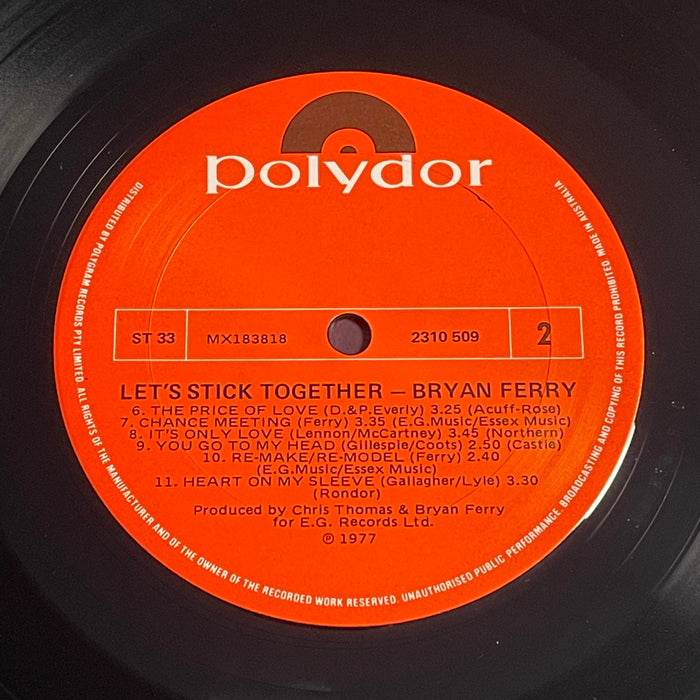 polydor
ST 33
MX183818
2310 509
2
LET'S STICK TOGETHER — BRYAN FERRY
6. THE PRICE OF LOVE (D.&P.Everly) 3.25 (Acuff-Rose)
7. CHANCE MEETING (Ferry) 3.35 (E.G.Music/Essex Music)
8. IT'S ONLY LOVE (Lennon/McCartney) 3.45 (Northern)
9. YOU GO TO MY HEAD (Gillespie/Coots) 2.50 (Castle)
10. RE-MAKE/RE-MODEL (Ferry) 2.40
(E.G.Music/Essex Music)
11. HEART ON MY SLEEVE (Gallagher/Lyle) 3.30
(Rondor)
Produced by Chris Thomas & Bryan Ferry
for E.G. Records Ltd.
℗ 1977
DISTRIBUTED BY POLYGRAM RECORDS PTY LIMITED. ALL RIGHTS OF THE MANUFACTURER AND OF THE OWNER OF THE RECORDED WORK RESERVED. UNAUTHORISED PUBLIC PERFORMANCE, BROADCASTING AND COPYING OF THIS RECORD PROHIBITED. MADE IN AUSTRALIA